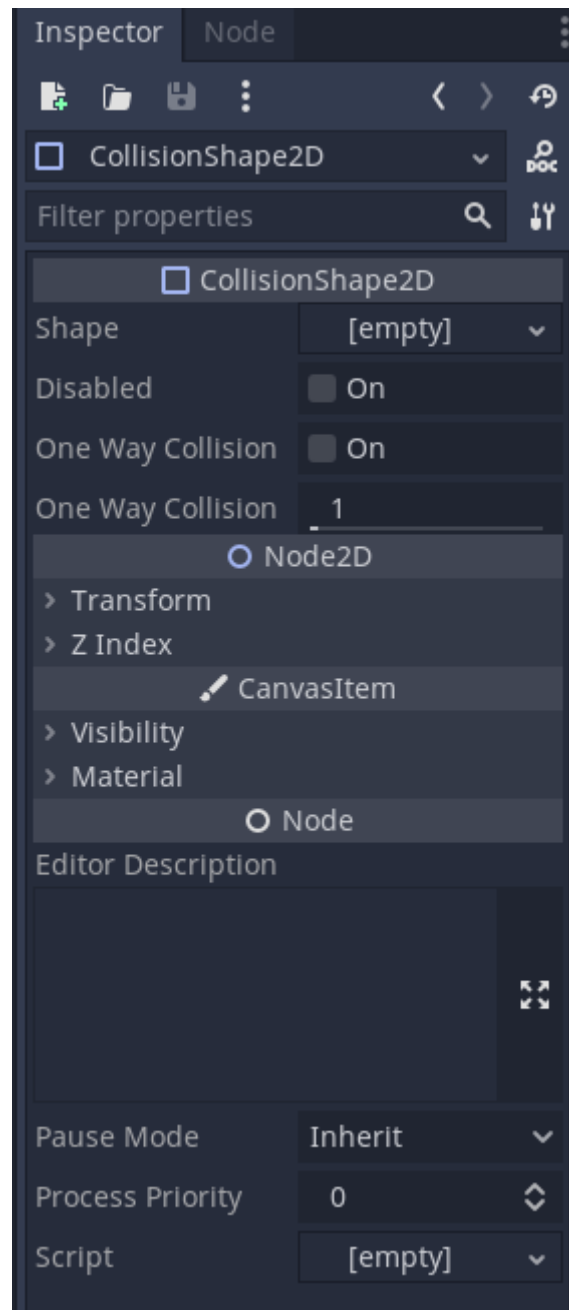 Inspector Node
CollisionShape2D
DOC
Filter properties
CollisionShape2D
Shape [empty]
Disabled On
One Way Collision On
One Way Collision 1
Node2D
Transform
Z Index
CanvasItem
Visibility
Material
Node
Editor Description
Pause Mode Inherit
Process Priority 0
Script [empty]